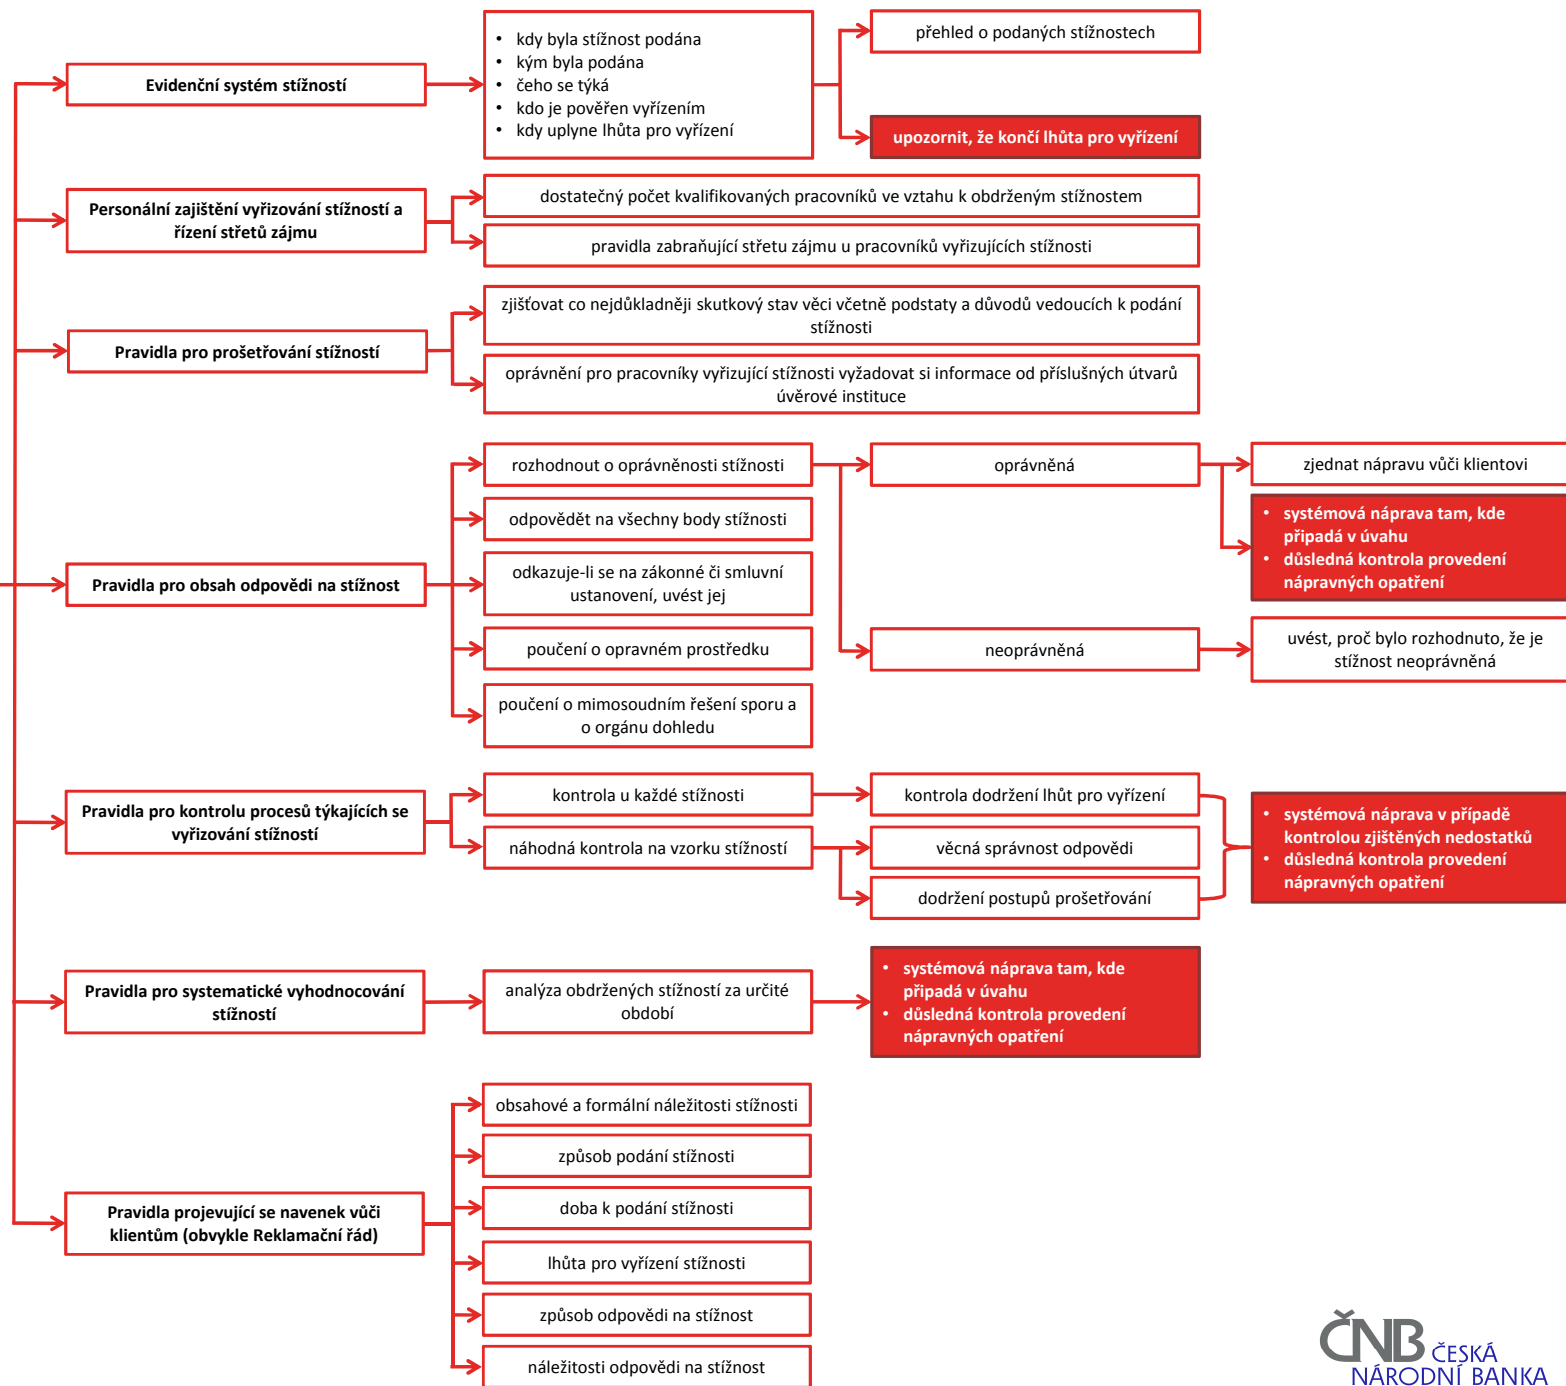 Evidenční systém stížností
• kdy byla stížnost podána
• kým byla podána
• čeho se týká
• kdo je pověřen vyřízením
• kdy uplyne lhůta pro vyřízení
přehled o podaných stížnostech
upozornit, že končí lhůta pro vyřízení
Personální zajištění vyřizování stížností a
řízení střetů zájmu
dostatečný počet kvalifikovaných pracovníků ve vztahu k obdrženým stížnostem
pravidla zabraňující střetu zájmu u pracovníků vyřizujících stížnosti
Pravidla pro prošetřování stížností
zjišťovat co nejdůkladněji skutkový stav věci včetně podstaty a důvodů vedoucích k podání
stížnosti
oprávnění pro pracovníky vyřizující stížnosti vyžadovat si informace od příslušných útvarů
úvěrové instituce
Pravidla pro obsah odpovědi na stížnost
rozhodnout o oprávněnosti stížnosti
odpovědět na všechny body stížnosti
odkazuje-li se na zákonné či smluvní
ustanovení, uvést jej
poučení o opravném prostředku
poučení o mimosoudním řešení sporu a
o orgánu dohledu
oprávněná
zjednat nápravu vůči klientovi
• systémová náprava tam, kde
připadá v úvahu
• důsledná kontrola provedení
nápravných opatření
neoprávněná
uvést, proč bylo rozhodnuto, že je
stížnost neoprávněná
Pravidla pro kontrolu procesů týkajících se
vyřizování stížností
kontrola u každé stížnosti
náhodná kontrola na vzorku stížností
kontrola dodržení lhůt pro vyřízení
věcná správnost odpovědi
dodržení postupů prošetřování
• systémová náprava v případě
kontrolou zjištěných nedostatků
• důsledná kontrola provedení
nápravných opatření
Pravidla pro systematické vyhodnocování
stížností
analýza obdržených stížností za určité
období
• systémová náprava tam, kde
připadá v úvahu
• důsledná kontrola provedení
nápravných opatření
Pravidla projevující se navenek vůči
klientům (obvykle Reklamační řád)
obsahové a formální náležitosti stížnosti
způsob podání stížnosti
doba k podání stížnosti
lhůta pro vyřízení stížnosti
způsob odpovědi na stížnost
náležitosti odpovědi na stížnost
ČNB ČESKÁ
NÁRODNÍ BANKA